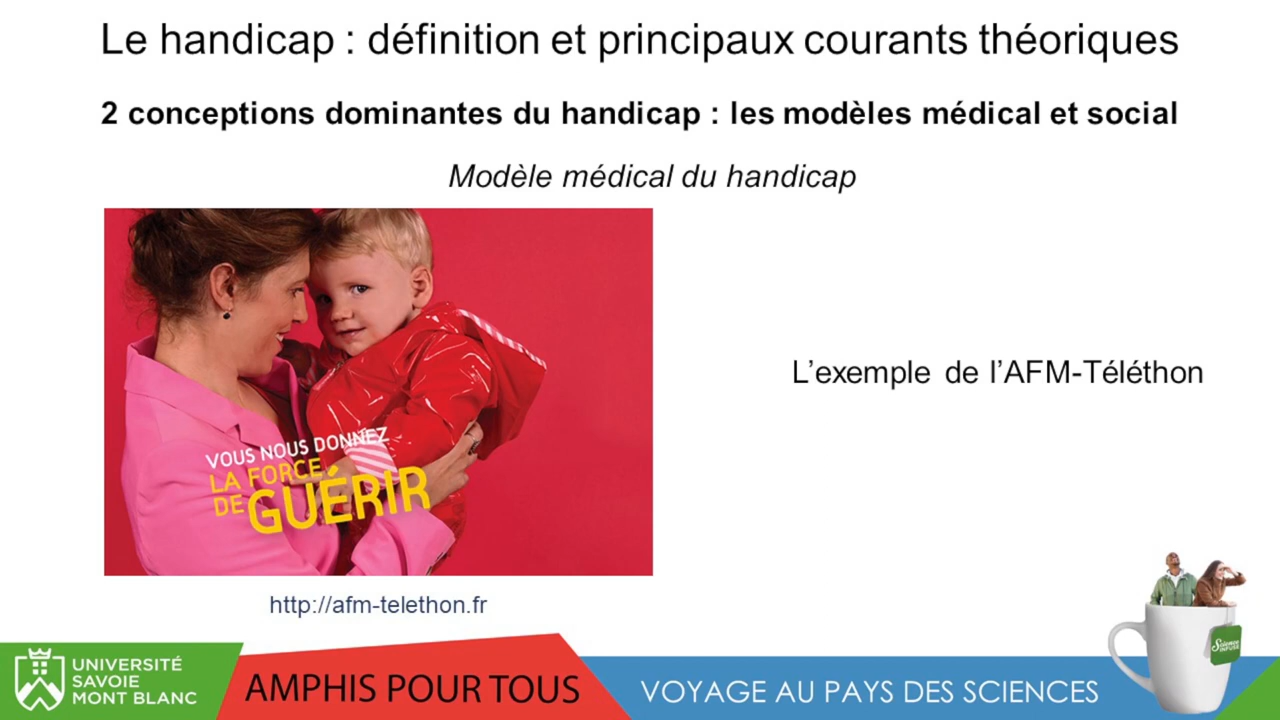 Le handicap : définition et principaux courants théoriques
2 conceptions dominantes du handicap : les modèles médical et social
Modèle médical du handicap
VOUS NOUS DONNEZ
LA FORCE
DE GUÉRIR
L’exemple de l’AFM-Téléthon
http://afm-telethon.fr
UNIVERSITÉ
SAVOIE
MONT BLANC
AMPHIS POUR TOUS
VOYAGE AU PAYS DES SCIENCES
Science
INFUSE